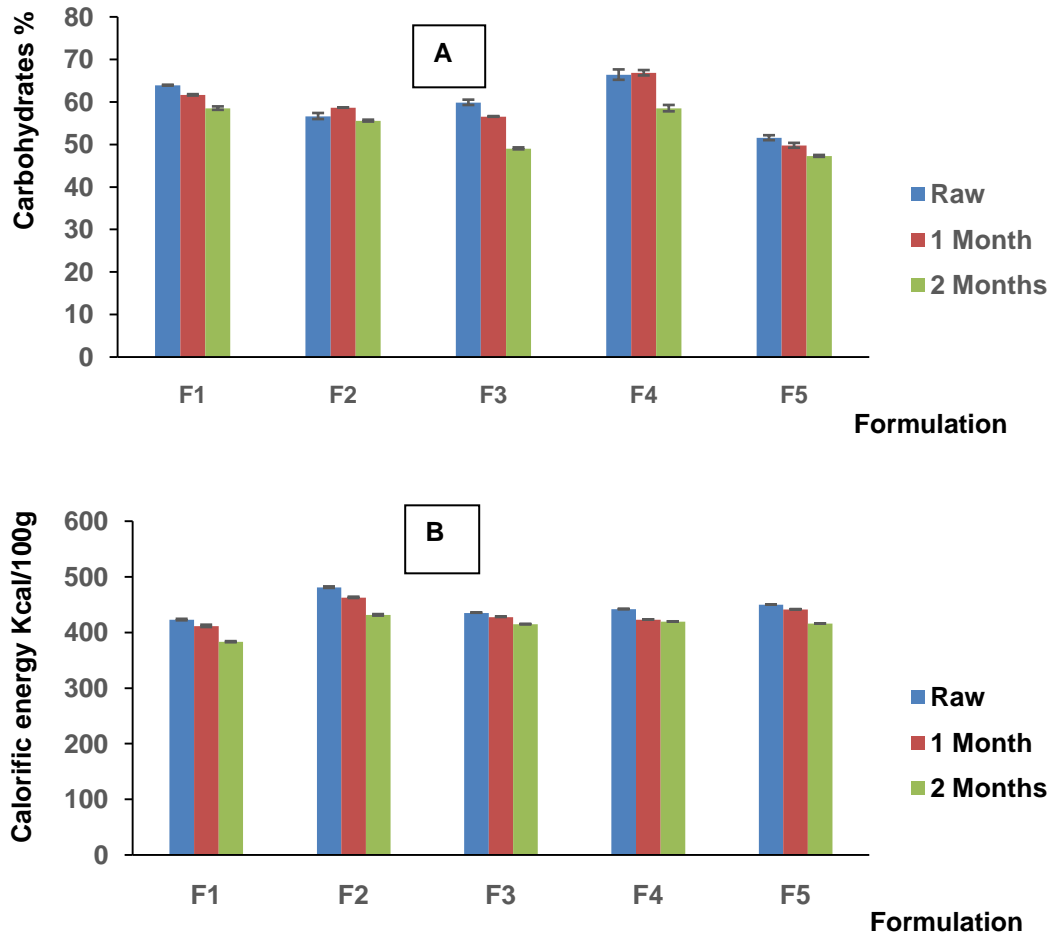 A
Carbohydrates %
80
70
60
50
40
30
20
10
0
F1 F2 F3 F4 F5
Formulation
Raw
1 Month
2 Months
B
Calorific energy Kcal/100g
600
500
400
300
200
100
0
F1 F2 F3 F4 F5
Formulation
Raw
1 Month
2 Months